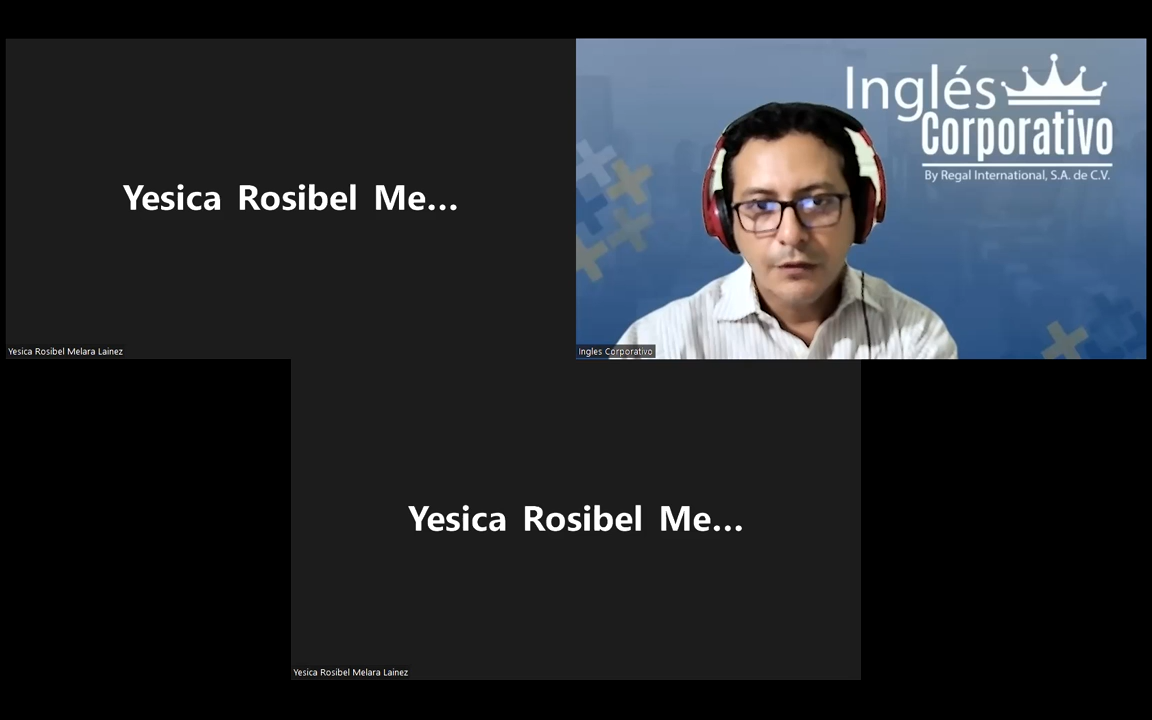 Yesica Rosibel Me...
Yesica Rosibel Melara Lainez
Inglés
Corporativo
By Regal International, S.A. de C.V.
Ingles Corporativo
Yesica Rosibel Me...
Yesica Rosibel Melara Lainez